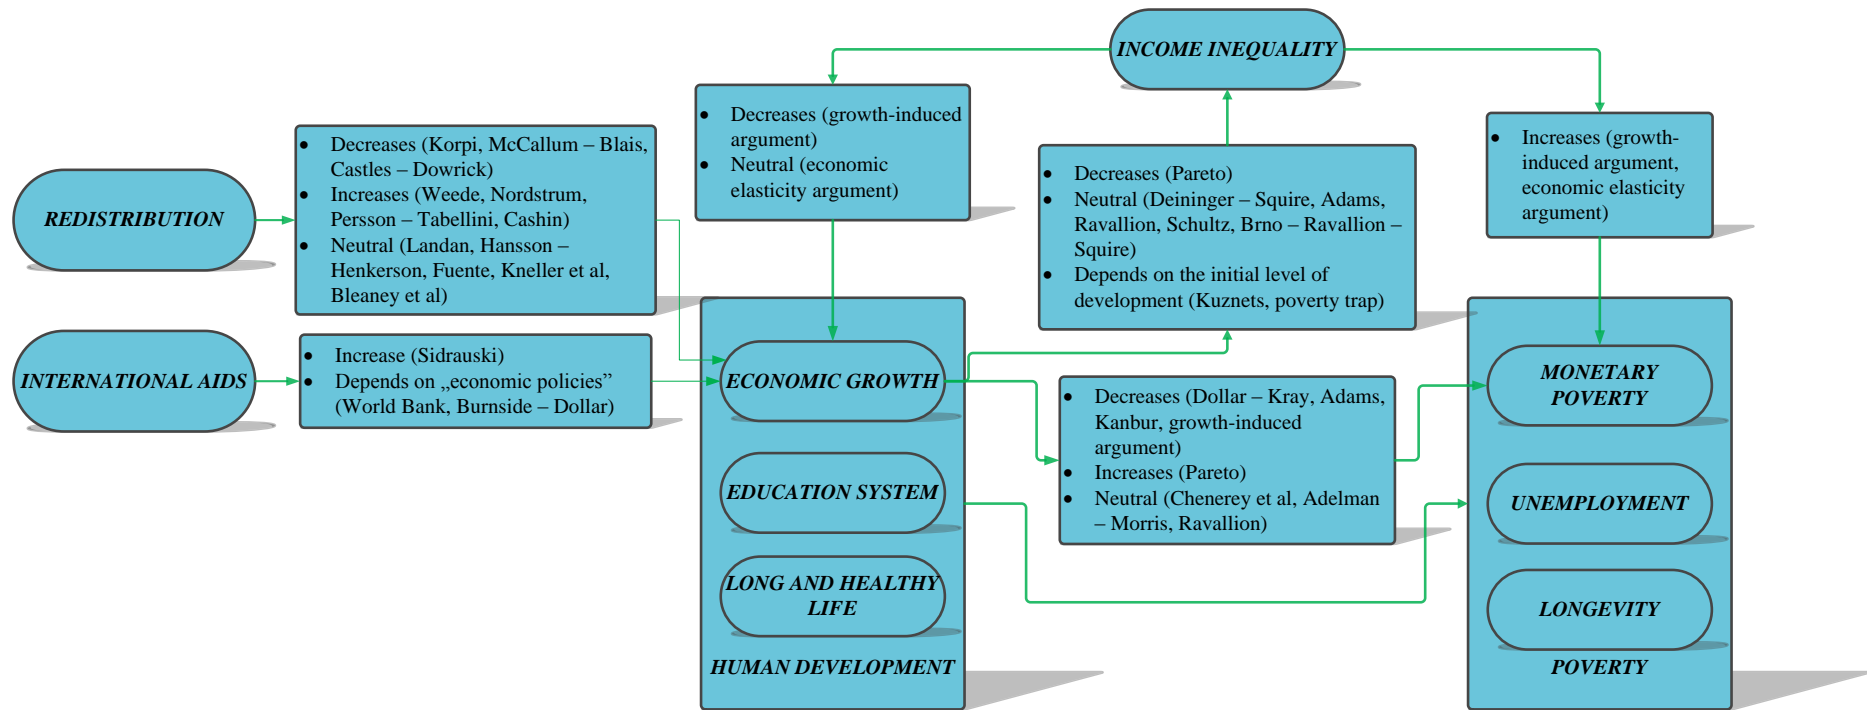 INCOME INEQUALITY
Decreases (growth-induced
argument)
Neutral (economic
elasticity argument)
Increases (growth-
induced argument,
economic elasticity
argument)
REDISTRIBUTION
Decreases (Korpi, McCallum – Blais,
Castles – Dowrick)
Increases (Weede, Nordstrum,
Persson – Tabellini, Cashin)
Neutral (Landan, Hansson –
Henkerson, Fuente, Kneller et al,
Bleaney et al)
Decreases (Pareto)
Neutral (Deininger – Squire, Adams,
Ravallion, Schultz, Brno – Ravallion –
Squire)
Depends on the initial level of
development (Kuznets, poverty trap)
INTERNATIONAL AIDS
Increase (Sidrauski)
Depends on „economic policies”
(World Bank, Burnside – Dollar)
ECONOMIC GROWTH
EDUCATION SYSTEM
LONG AND HEALTHY
LIFE
HUMAN DEVELOPMENT
Decreases (Dollar – Kray, Adams,
Kanbur, growth-induced
argument)
Increases (Pareto)
Neutral (Chenerey et al, Adelman
– Morris, Ravallion)
MONETARY
POVERTY
UNEMPLOYMENT
LONGEVITY
POVERTY